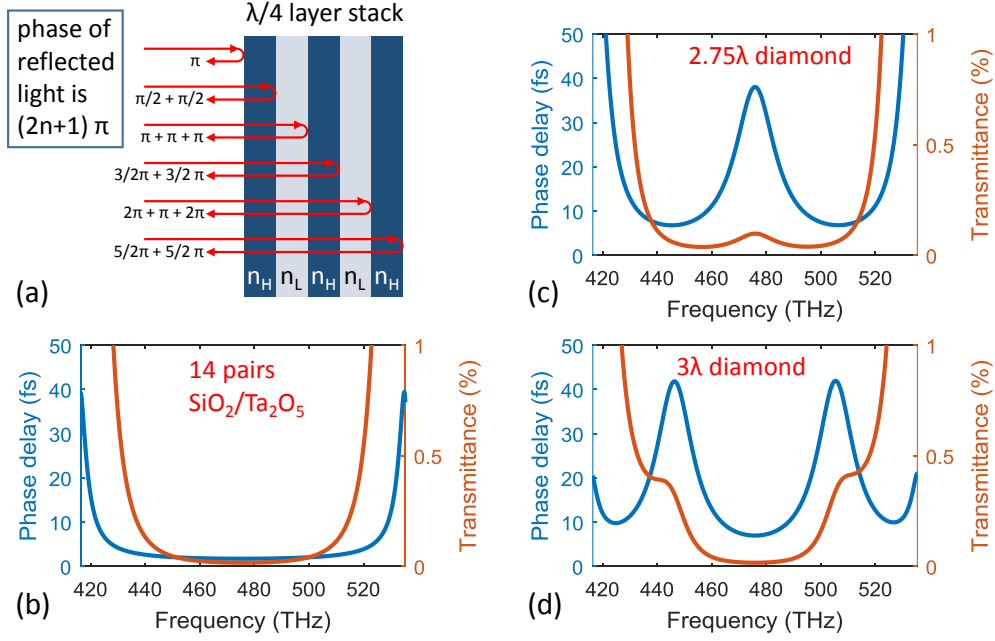 phase of
reflected
light is
(2n+1) π
λ/4 layer stack
π
π/2 + π/2
π + π + π
3/2π + 3/2 π
2π + π + 2π
5/2π + 5/2 π
n_H n_L n_H n_L n_H
(a)
50
40
30
20
10
0
Phase delay (fs)
2.75λ diamond
1
0.5
0
Transmittance (%)
420 440 460 480 500 520
Frequency (THz)
(c)
50
40
30
20
10
0
Phase delay (fs)
14 pairs
SiO₂/Ta₂O₅
1
0.5
0
Transmittance (%)
420 440 460 480 500 520
Frequency (THz)
(b)
50
40
30
20
10
0
Phase delay (fs)
3λ diamond
1
0.5
0
Transmittance (%)
420 440 460 480 500 520
Frequency (THz)
(d)